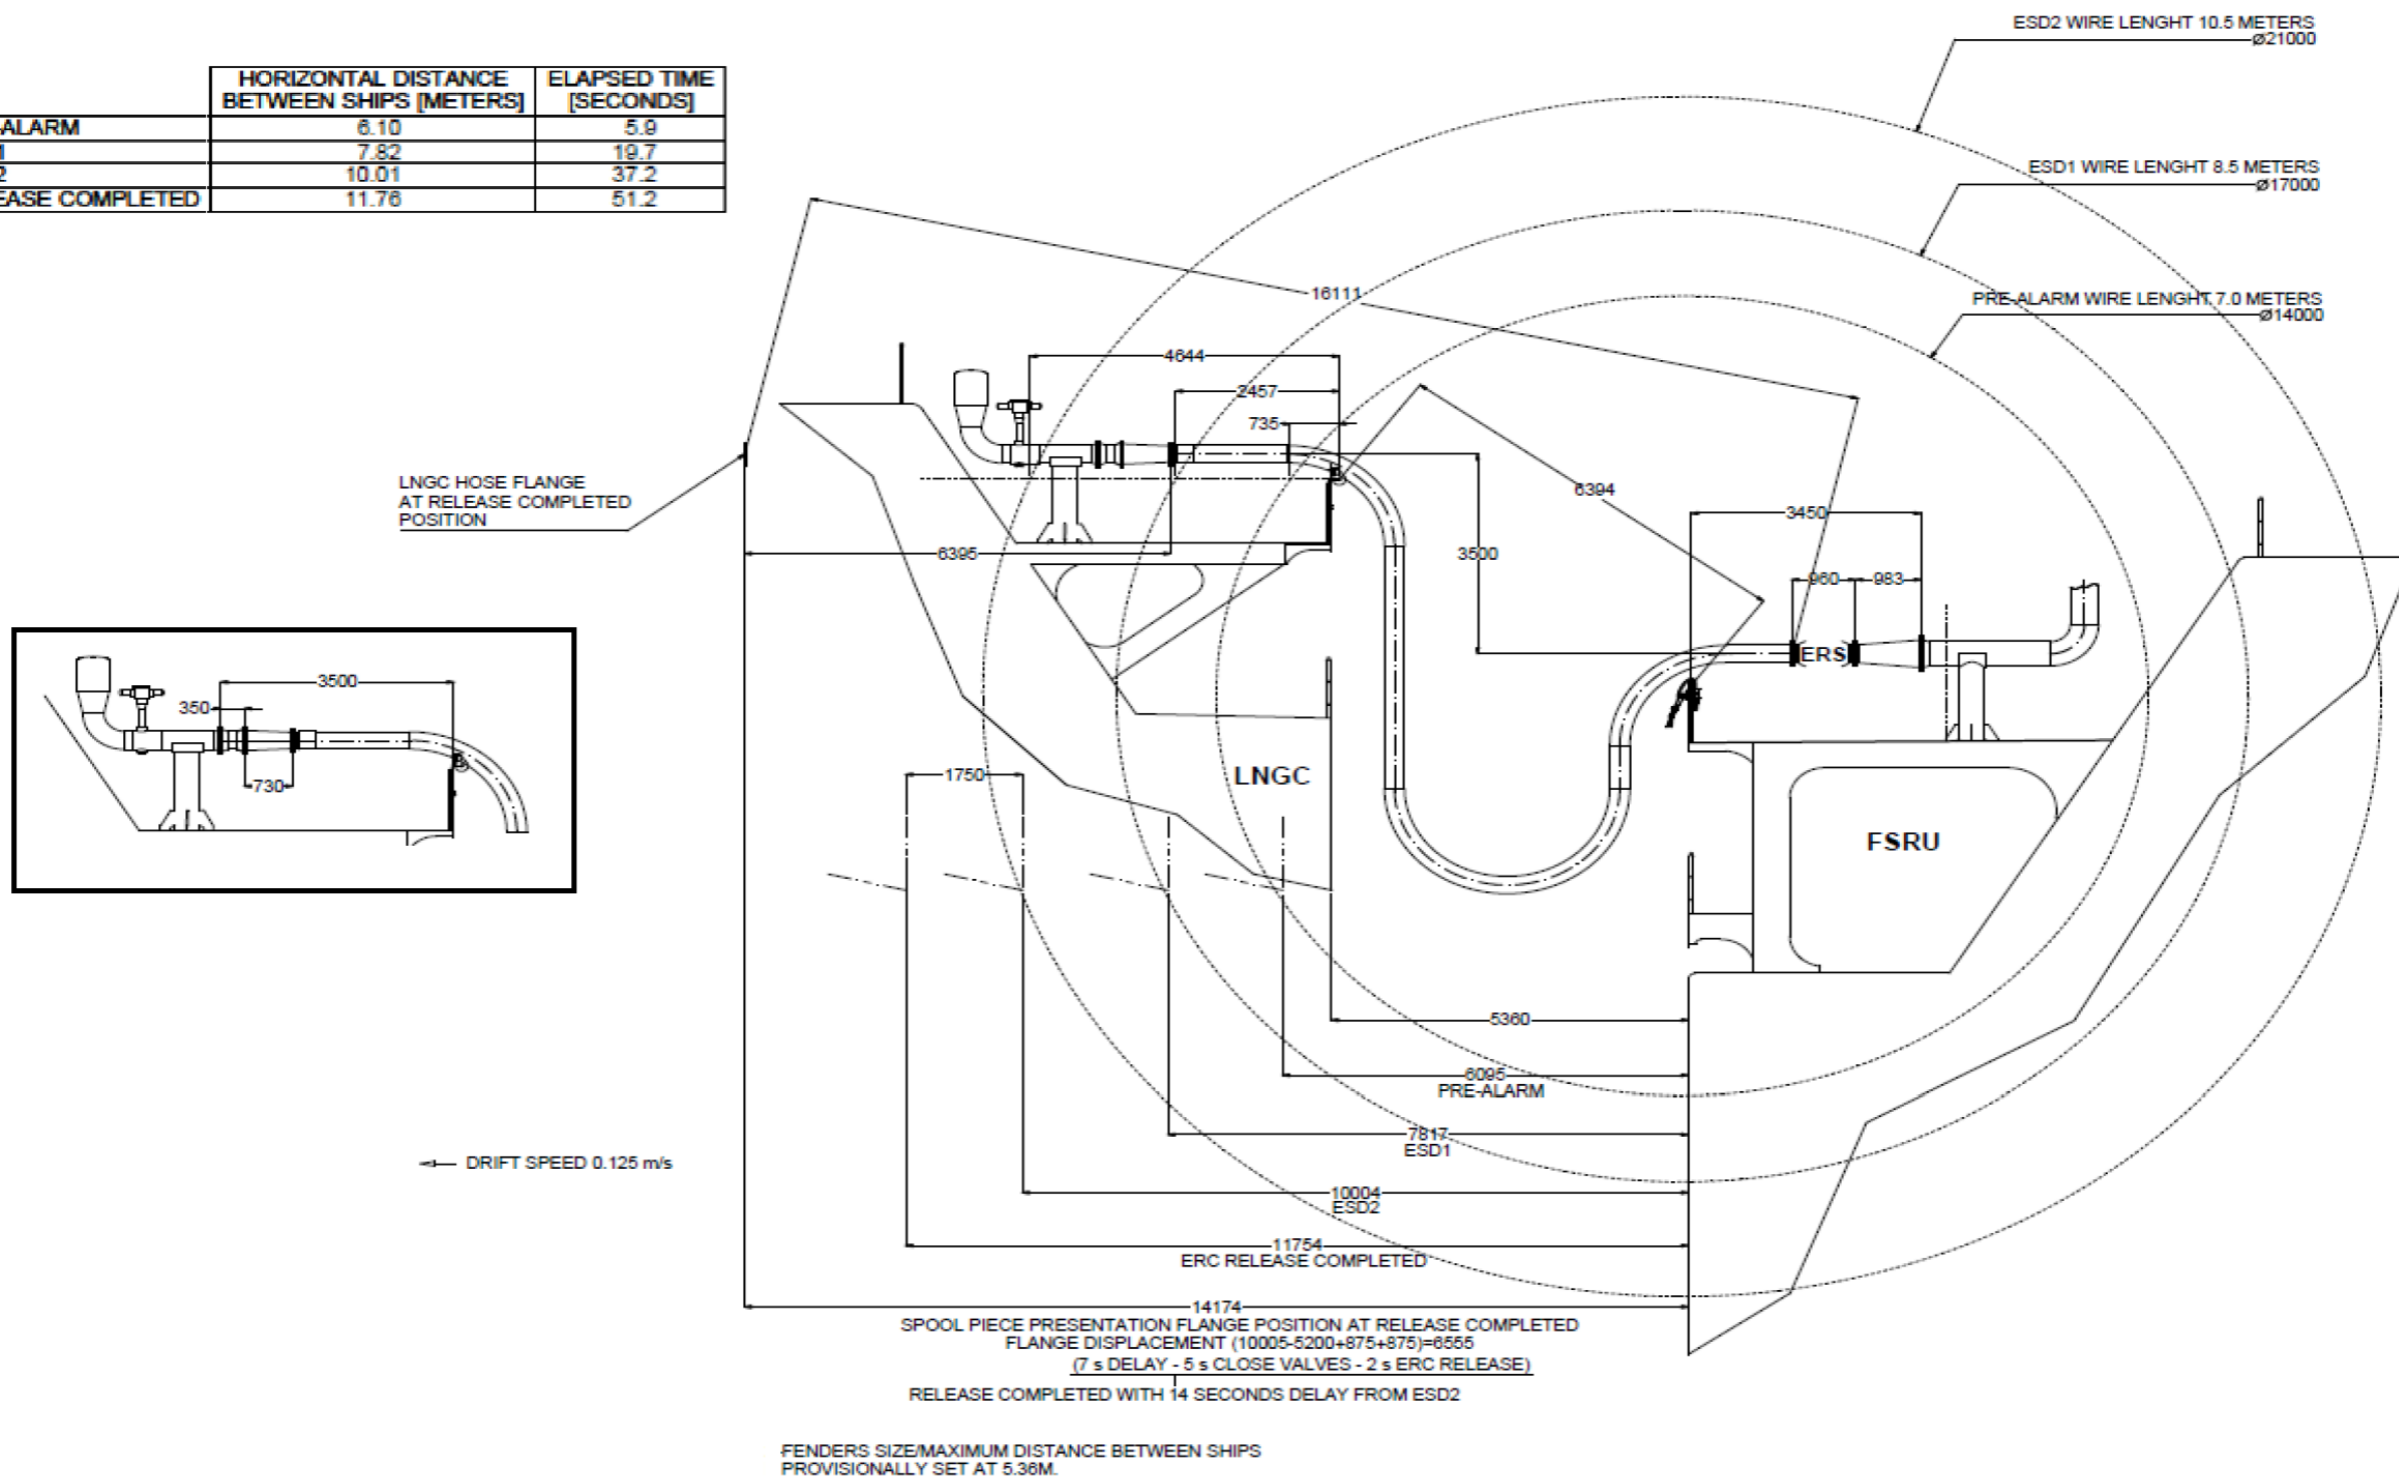 HORIZONTAL DISTANCE
BETWEEN SHIPS [METERS]
ELAPSED TIME
[SECONDS]
-ALARM
6.10
5.9
1
7.82
19.7
2
10.01
37.2
EASE COMPLETED
11.76
51.2
ESD2 WIRE LENGHT 10.5 METERS
Ø21000
ESD1 WIRE LENGHT 8.5 METERS
Ø17000
PRE-ALARM WIRE LENGHT 7.0 METERS
Ø14000
16111
4644
2457
735
6394
3450
3500
960
983
ERS
LNGC HOSE FLANGE
AT RELEASE COMPLETED
POSITION
6395
3500
350
730
1750
LNGC
FSRU
5360
6095
PRE-ALARM
7817
ESD1
10004
ESD2
11754
ERC RELEASE COMPLETED
DRIFT SPEED 0.125 m/s
14174
SPOOL PIECE PRESENTATION FLANGE POSITION AT RELEASE COMPLETED
FLANGE DISPLACEMENT (10005-5200+875+875)=6555
(7 s DELAY - 5 s CLOSE VALVES - 2 s ERC RELEASE)
RELEASE COMPLETED WITH 14 SECONDS DELAY FROM ESD2
FENDERS SIZE/MAXIMUM DISTANCE BETWEEN SHIPS
PROVISIONALLY SET AT 5.36M.